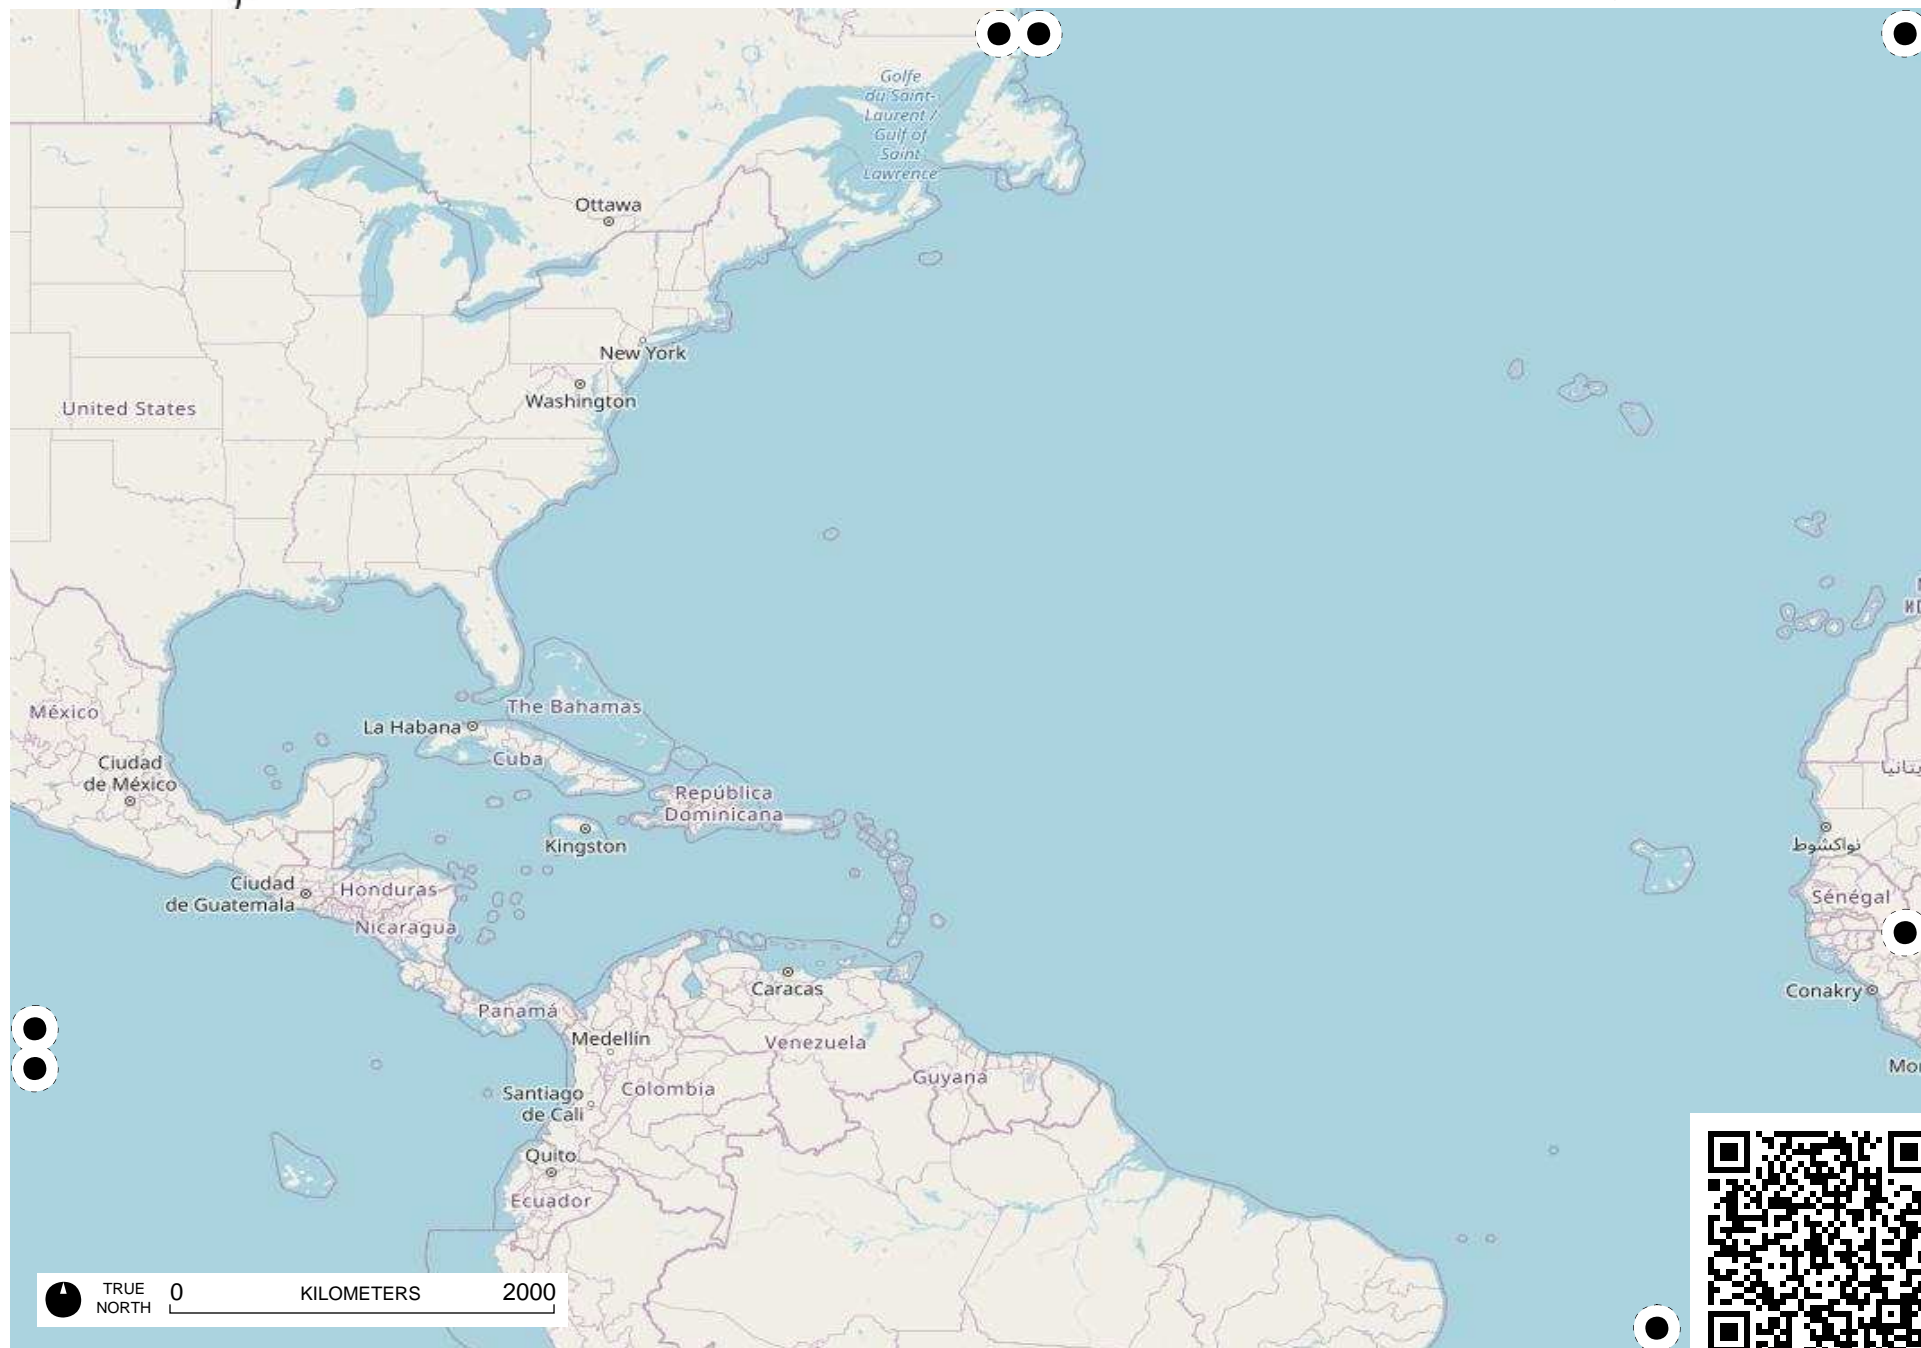 Golfe
du Saint-
Laurent /
Gulf of
Saint
Lawrence
Ottawa
New York
Washington
United States
México
The Bahamas
La Habana
Cuba
Ciudad
de México
República
Dominicana
Kingston
نواكشوط
Ciudad
de Guatemala
Honduras
Sénégal
Nicaragua
Caracas
Conakry
Panamá
Medellín
Venezuela
Colombia
Guyana
Santiago
de Cali
Quito
Ecuador
TRUE
NORTH
0
KILOMETERS
2000